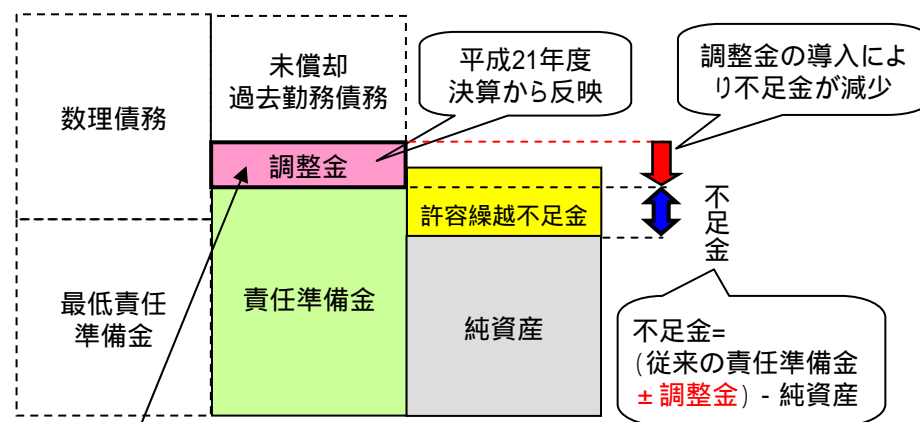 数理債務
未償却
過去勤務債務
平成21年度
決算から反映
調整金の導入によ
り不足金が減少
調整金
許容繰越不足金
不足金
最低責任
準備金
責任準備金
純資産
不足金=
(従来の責任準備金
±調整金) - 純資産